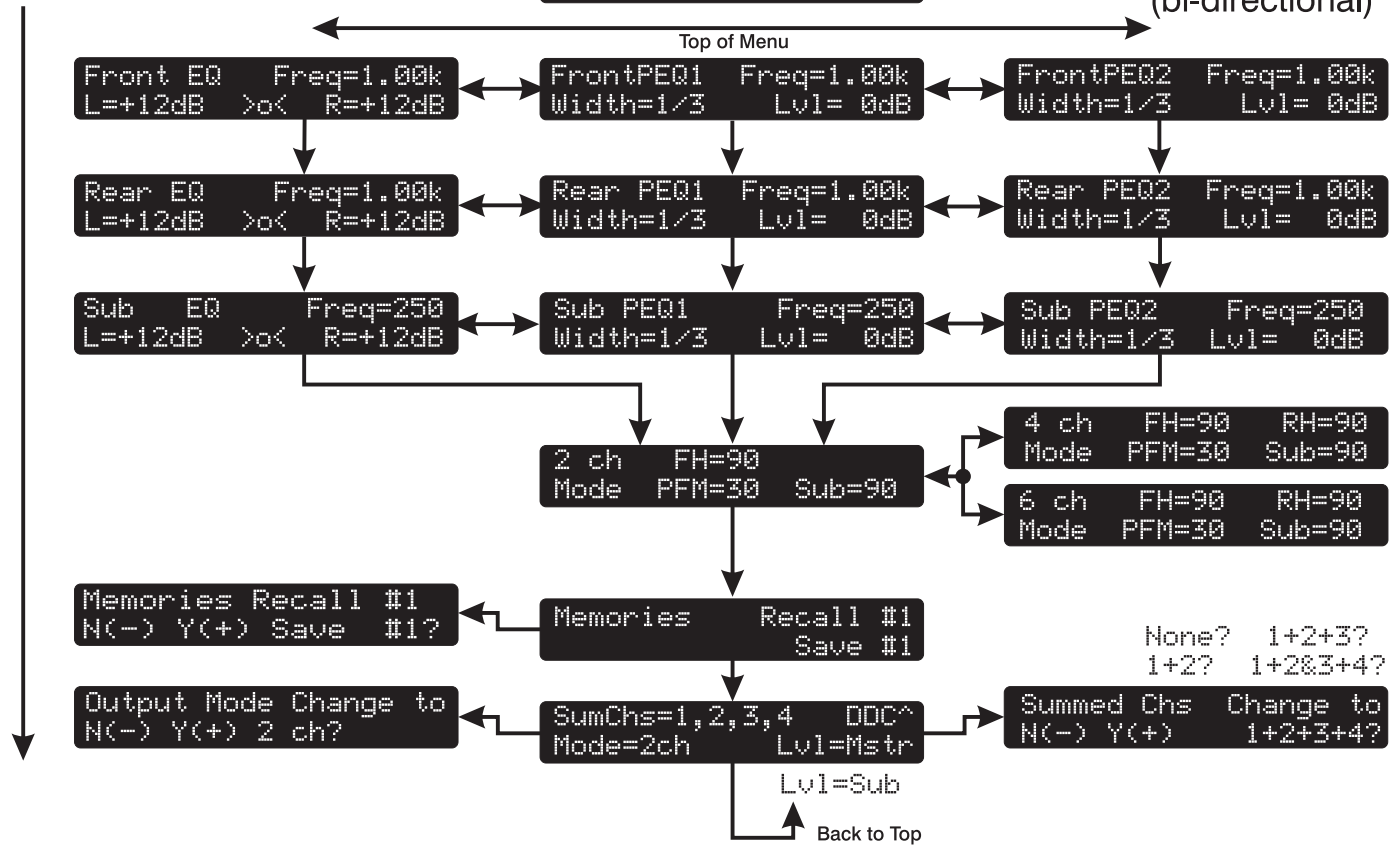 (bi-directional)
Top of Menu
Front EQ Freq=1.00k
L=+12dB >o< R=+12dB
FrontPEQ1 Freq=1.00k
Width=1/3 Lvl= 0dB
FrontPEQ2 Freq=1.00k
Width=1/3 Lvl= 0dB
Rear EQ Freq=1.00k
L=+12dB >o< R=+12dB
Rear PEQ1 Freq=1.00k
Width=1/3 Lvl= 0dB
Rear PEQ2 Freq=1.00k
Width=1/3 Lvl= 0dB
Sub EQ Freq=250
L=+12dB >o< R=+12dB
Sub PEQ1 Freq=250
Width=1/3 Lvl= 0dB
Sub PEQ2 Freq=250
Width=1/3 Lvl= 0dB
2 ch FH=90
Mode PFM=30 Sub=90
4 ch FH=90 RH=90
Mode PFM=30 Sub=90
6 ch FH=90 RH=90
Mode PFM=30 Sub=90
Memories Recall #1
N(-) Y(+) Save #1?
Memories Recall #1
Save #1
None? 1+2+3?
1+2? 1+2&3+4?
Output Mode Change to
N(-) Y(+) 2 ch?
SumChs=1,2,3,4 DDC^
Mode=2ch Lvl=Mstr
Summed Chs Change to
N(-) Y(+) 1+2+3+4?
Lvl=Sub
Back to Top